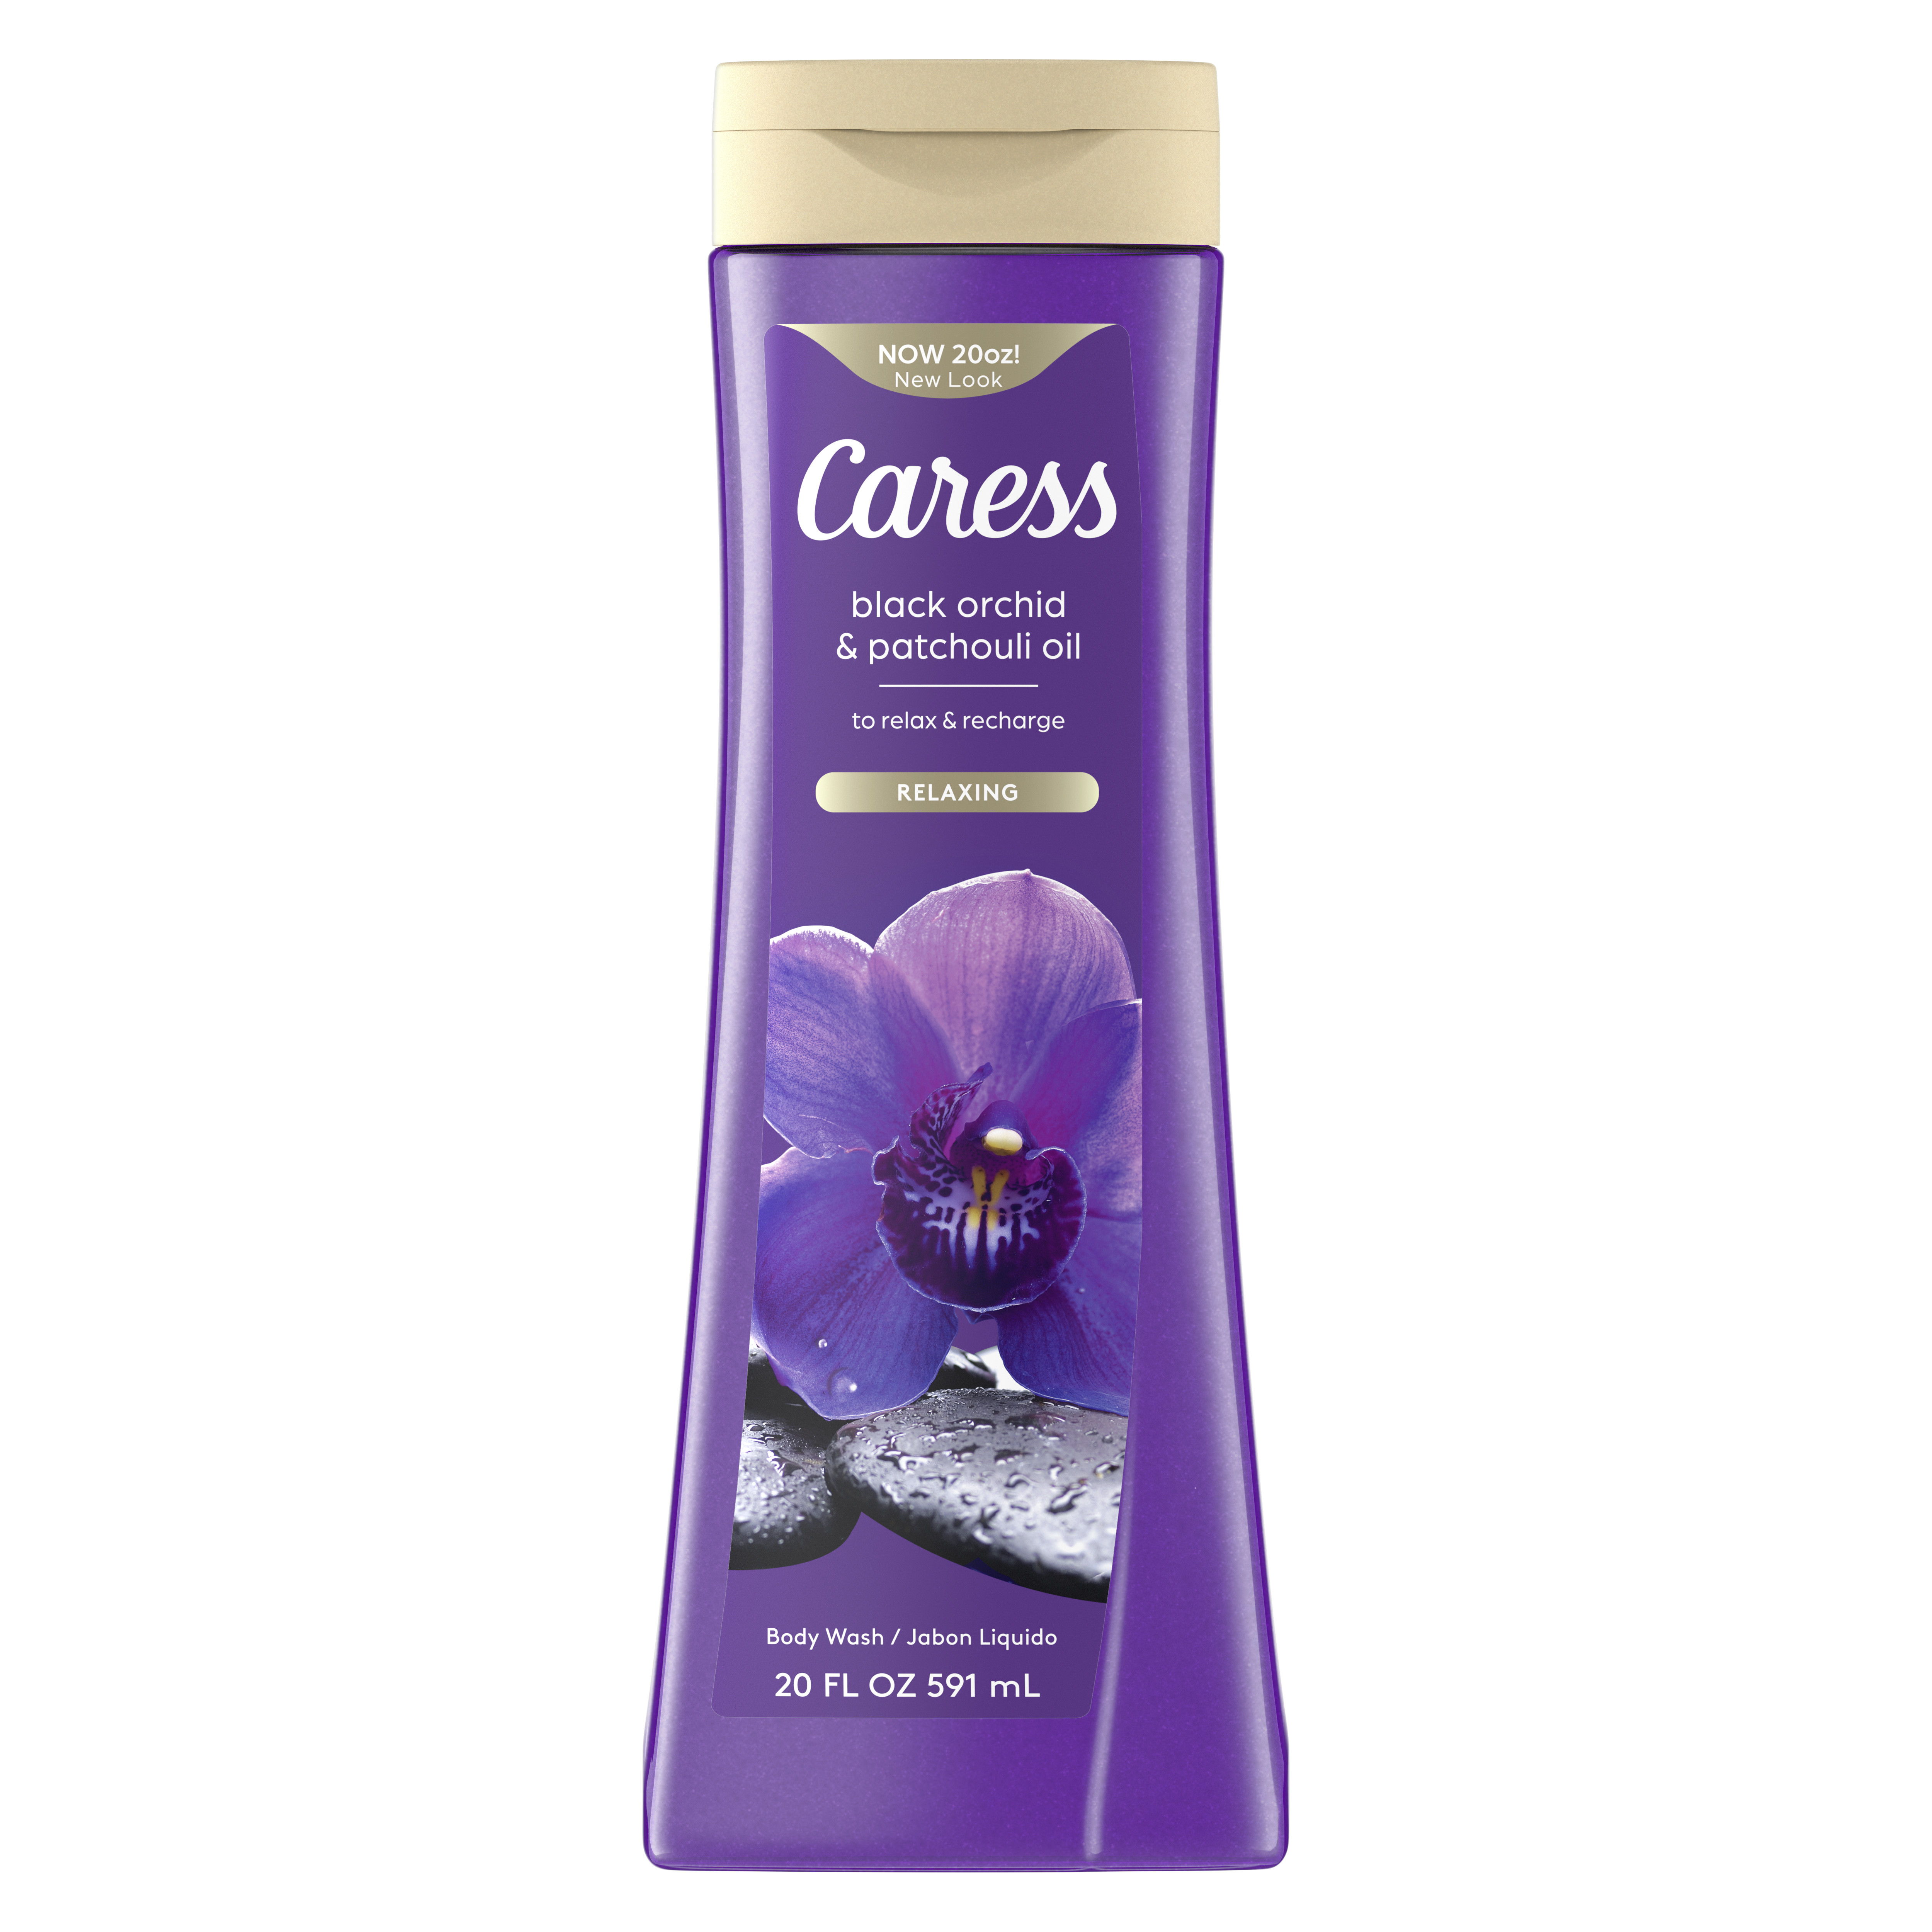 NOW 20oz!
New Look
Caress
black orchid
& patchouli oil
to relax & recharge
RELAXING
Body Wash / Jabon Liquido
20 FL OZ 591 mL